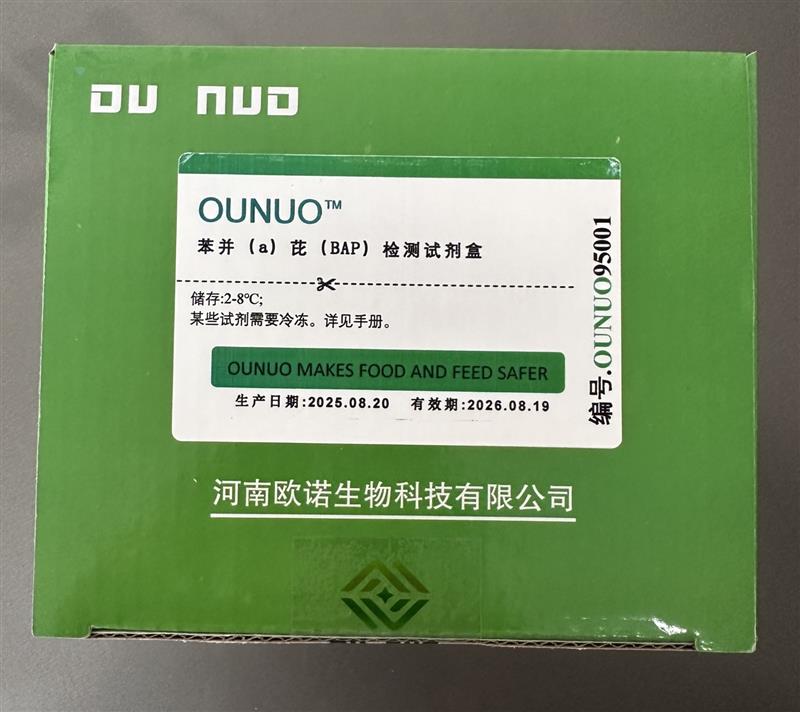 OU NUO
OUNUO™
苯并（a）芘（BAP）检测试剂盒
储存:2-8℃;
某些试剂需要冷冻。详见手册。
OUNUO MAKES FOOD AND FEED SAFER
生产日期:2025.08.20 有效期:2026.08.19
编号.OUNUO95001
河南欧诺生物科技有限公司